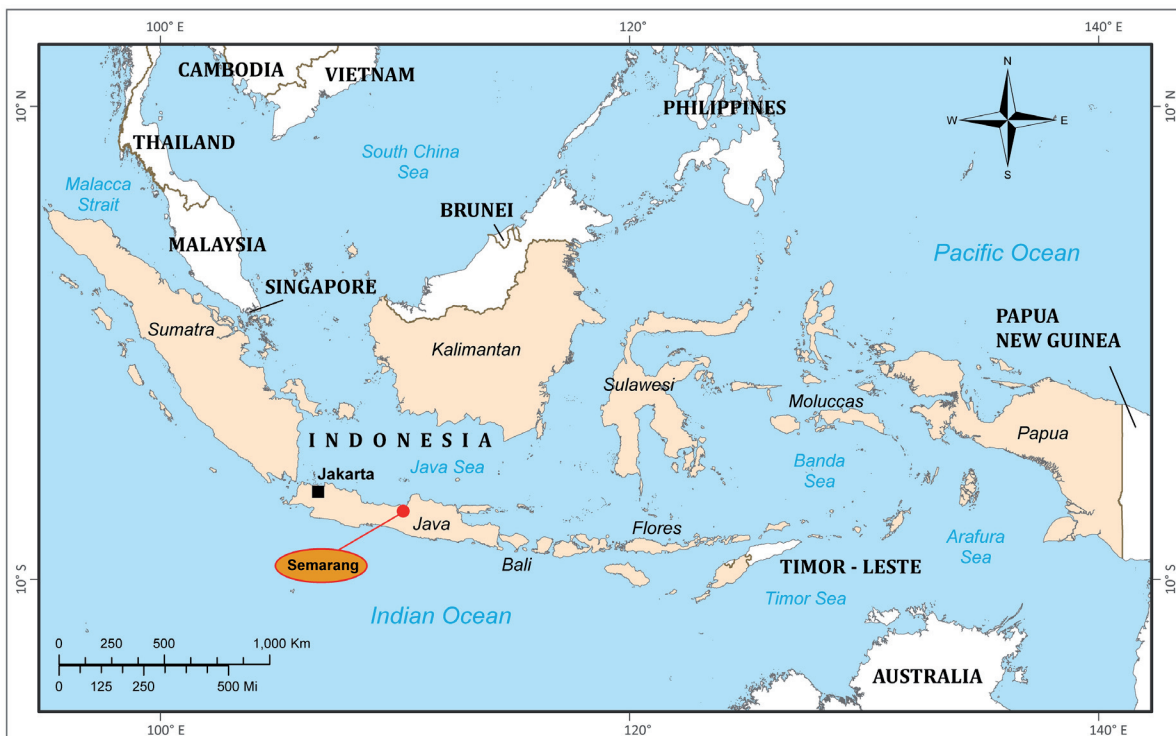 100° E
120°
140° E
CAMBODIA
VIETNAM
N
10° N
PHILIPPINES
10° N
W
E
THAILAND
South China
Sea
S
Malacca
Strait
BRUNEI
MALAYSIA
Pacific Ocean
SINGAPORE
PAPUA
NEW GUINEA
Sumatra
Kalimantan
Sulawesi
Moluccas
Papua
INDONESIA
Java Sea
Banda
Sea
Jakarta
Java
Flores
Arafura
Sea
Semarang
Bali
TIMOR - LESTE
10° S
10° S
Timor Sea
Indian Ocean
0 250 500 1,000 Km
0 125 250 500 Mi
AUSTRALIA
100° E
120°
140° E